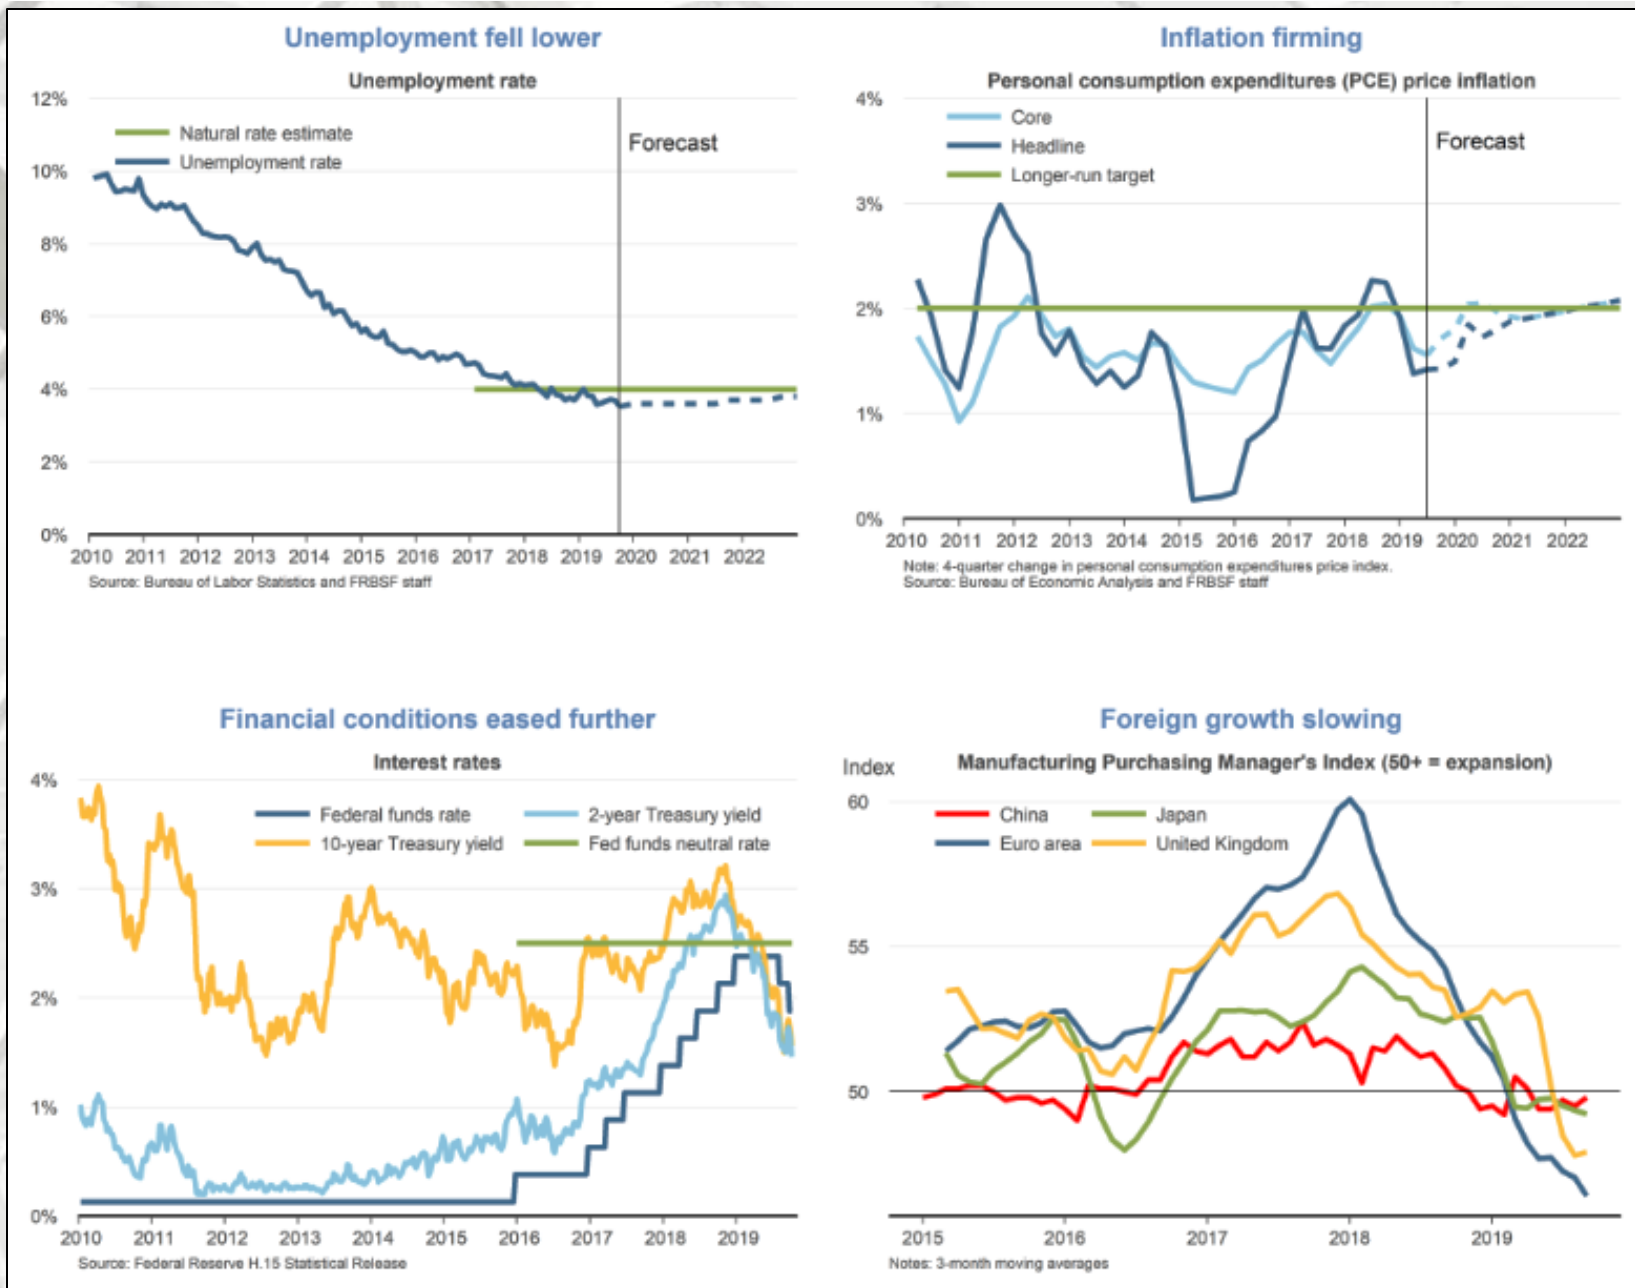 Unemployment fell lower
Unemployment rate
12%
10%
8%
6%
4%
2%
0%
Natural rate estimate
Unemployment rate
Forecast
2010 2011 2012 2013 2014 2015 2016 2017 2018 2019 2020 2021 2022
Source: Bureau of Labor Statistics and FRBSF staff
Inflation firming
Personal consumption expenditures (PCE) price inflation
4%
3%
2%
1%
0%
Core
Headline
Longer-run target
Forecast
2010 2011 2012 2013 2014 2015 2016 2017 2018 2019 2020 2021 2022
Note: 4-quarter change in personal consumption expenditures price index.
Source: Bureau of Economic Analysis and FRBSF staff
Financial conditions eased further
Interest rates
4%
3%
2%
1%
0%
Federal funds rate
2-year Treasury yield
10-year Treasury yield
Fed funds neutral rate
2010 2011 2012 2013 2014 2015 2016 2017 2018 2019
Source: Federal Reserve H.15 Statistical Release
Foreign growth slowing
Index
Manufacturing Purchasing Manager's Index (50+ = expansion)
60
55
50
China
Japan
Euro area
United Kingdom
2015 2016 2017 2018 2019
Notes: 3-month moving averages